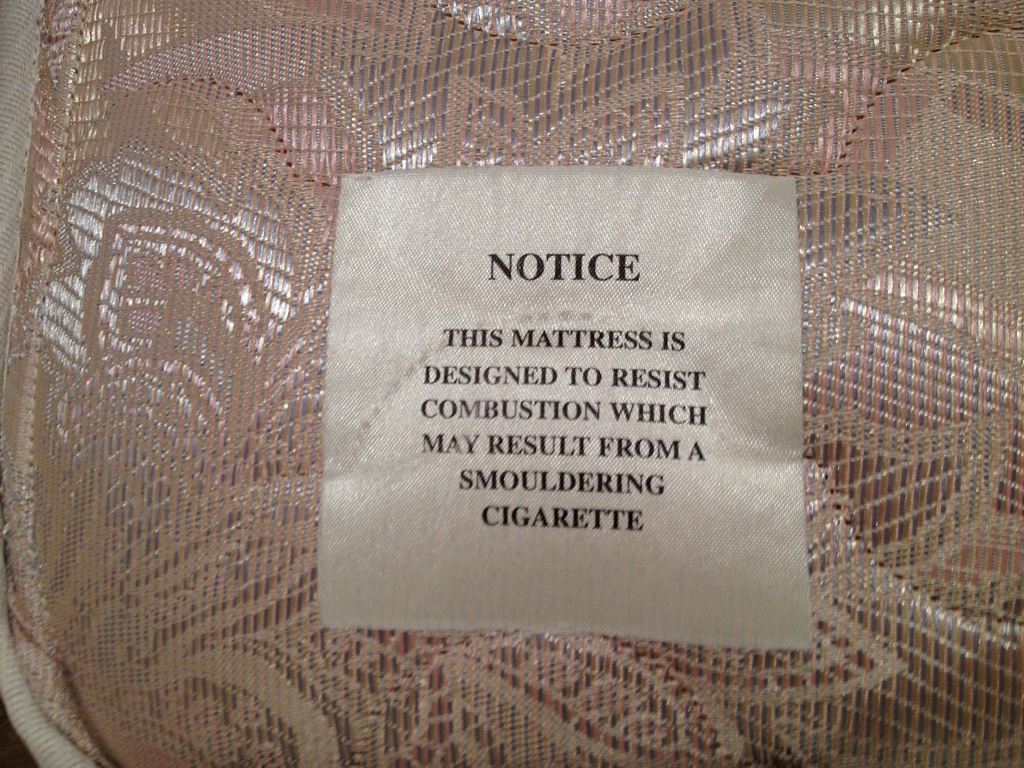 NOTICE
THIS MATTRESS IS
DESIGNED TO RESIST
COMBUSTION WHICH
MAY RESULT FROM A
SMOULDERING
CIGARETTE